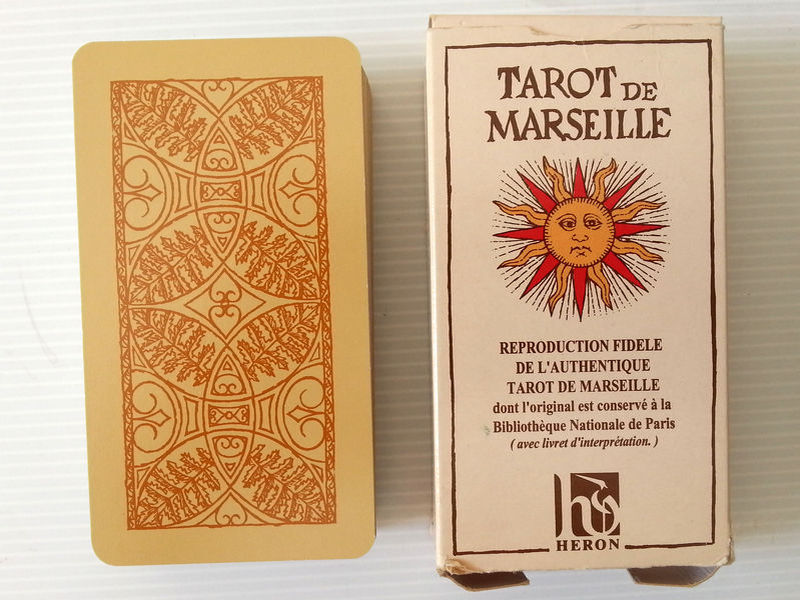 TAROT DE
MARSEILLE
REPRODUCTION FIDELE
DE L'AUTHENTIQUE
TAROT DE MARSEILLE
dont l'original est conservé à la
Bibliothèque Nationale de Paris
( avec livret d'interprétation. )
HERON